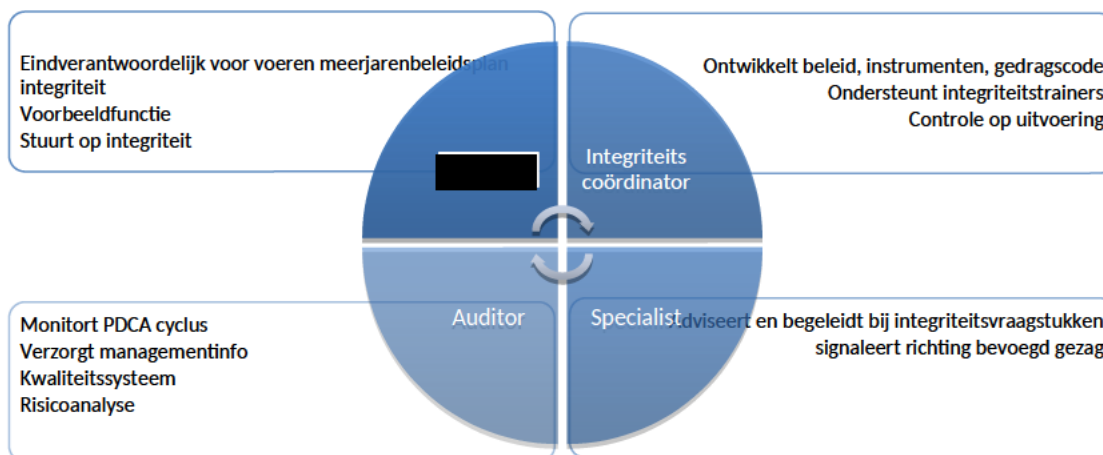 Eindverantwoordelijk voor voeren meerjarenbeleidsplan
integriteit
Voorbeeldfunctie
Stuurt op integriteit
Ontwikkelt beleid, instrumenten, gedragscode
Ondersteunt integriteitstrainers
Controle op uitvoering
Integriteits
coördinator
Auditor
Specialist
Monitort PDCA cyclus
Verzorgt managementinfo
Kwaliteitssysteem
Risicoanalyse
Adviseert en begeleidt bij integriteitsvraagstukken
signaleert richting bevoegd gezag